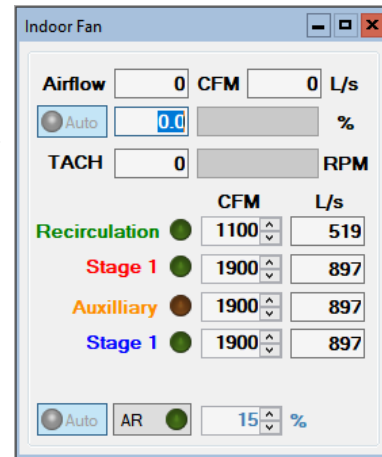 Indoor Fan
Airflow 0 CFM 0 L/s
Auto 0.0 %
TACH 0 RPM
CFM L/s
Recirculation 1100 519
Stage 1 1900 897
Auxilliary 1900 897
Stage 1 1900 897
Auto AR 15 %